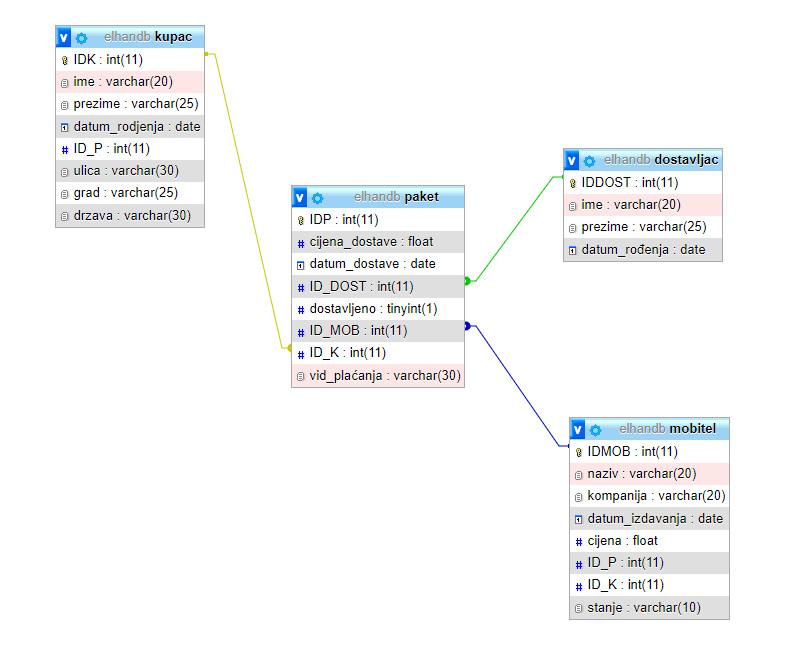 elhandb kupac
IDK : int(11)
ime : varchar(20)
prezime : varchar(25)
datum_rodjenja : date
ID_P : int(11)
ulica : varchar(30)
grad : varchar(25)
drzava : varchar(30)
elhandb paket
IDP : int(11)
cijena_dostave : float
datum_dostave : date
ID_DOST : int(11)
dostavljeno : tinyint(1)
ID_MOB : int(11)
ID_K : int(11)
vid_plaćanja : varchar(30)
elhandb dostavljac
IDDOST : int(11)
ime : varchar(20)
prezime : varchar(25)
datum_rođenja : date
elhandb mobitel
IDMOB : int(11)
naziv : varchar(20)
kompanija : varchar(20)
datum_izdavanja : date
cijena : float
ID_P : int(11)
ID_K : int(11)
stanje : varchar(10)